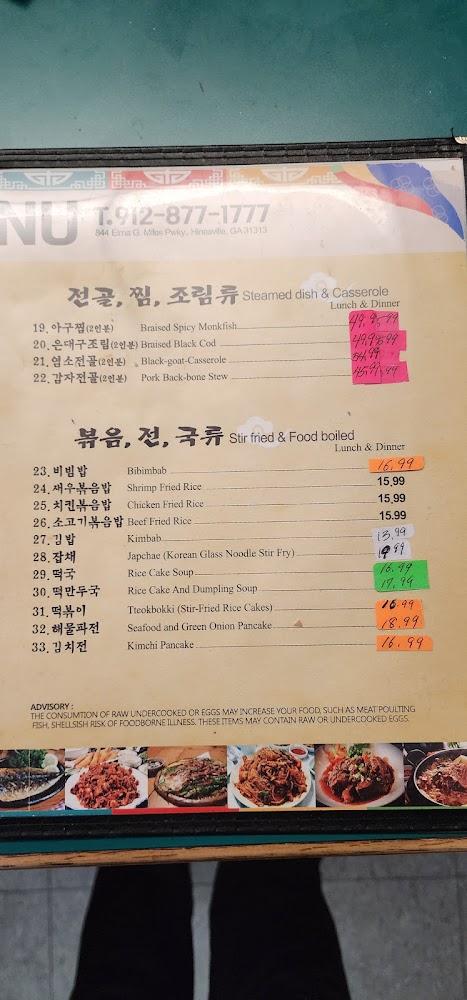 NU T.912-877-1777
844 Elma G. Miles Pwky., Hinesville, GA 31313
전골, 찜, 조림류 Steamed dish & Casserole
Lunch & Dinner
19. 아구찜(2인분) Braised Spicy Monkfish
20. 은대구조림(2인분) Braised Black Cod
21. 염소전골(2인분) Black-goat-Casserole
22. 감자전골(2인분) Pork Back-bone Stew
볶음, 전, 국류 Stir fried & Food boiled
Lunch & Dinner
23. 비빔밥 Bibimbab 16.99
24. 새우볶음밥 Shrimp Fried Rice 15,99
25. 치킨볶음밥 Chicken Fried Rice 15,99
26. 소고기볶음밥 Beef Fried Rice 15.99
27. 김밥 Kimbab 13.99
28. 잡채 Japchae (Korean Glass Noodle Stir Fry)
29. 떡국 Rice Cake Soup 16.99
30. 떡만두국 Rice Cake And Dumpling Soup 17.99
31. 떡볶이 Tteokbokki (Stir-Fried Rice Cakes) 16.99
32. 해물파전 Seafood and Green Onion Pancake 18.99
33. 김치전 Kimchi Pancake 16.99
ADVISORY :
THE CONSUMTION OF RAW UNDERCOOKED OR EGGS MAY INCREASE YOUR FOOD, SUCH AS MEAT POULTING
FISH, SHELLSISH RISK OF FOODBORNE ILLNESS. THESE ITEMS MAY CONTAIN RAW OR UNDERCOOKED EGGS.